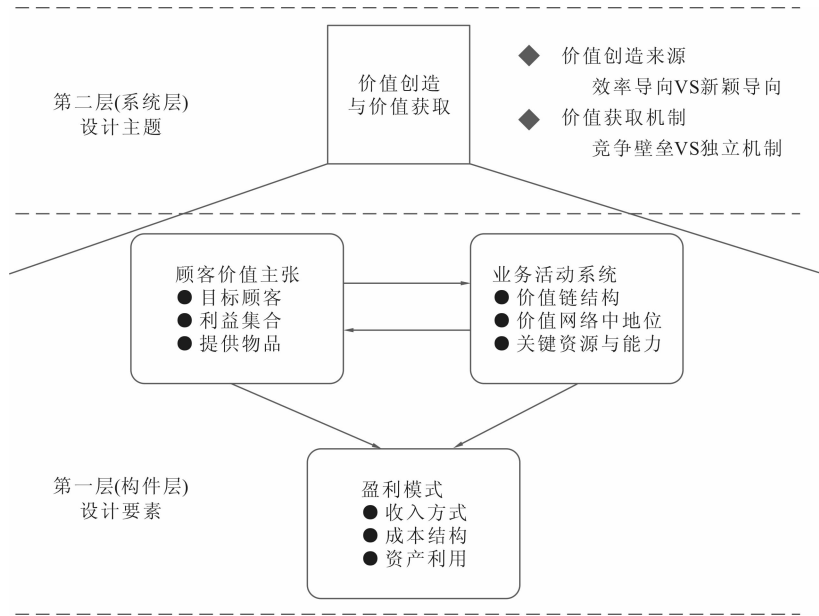 第二层(系统层)
设计主题
价值创造
与价值获取
◆ 价值创造来源
效率导向VS新颖导向
◆ 价值获取机制
竞争壁垒VS独立机制
顾客价值主张
● 目标顾客
● 利益集合
● 提供物品
业务活动系统
● 价值链结构
● 价值网络中地位
● 关键资源与能力
第一层(构件层)
设计要素
盈利模式
● 收入方式
● 成本结构
● 资产利用